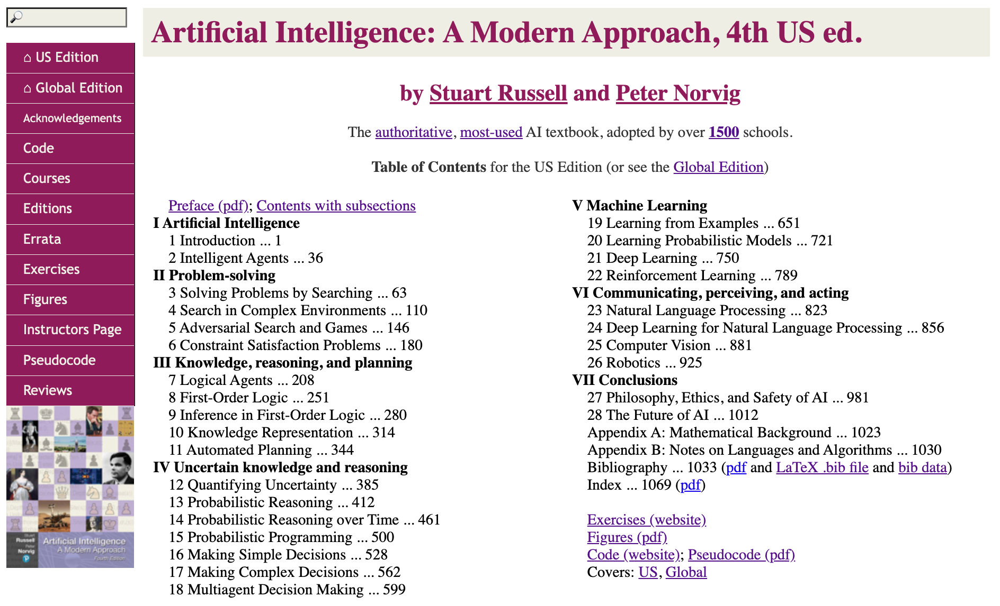 Artificial Intelligence: A Modern Approach, 4th US ed.
⌂ US Edition
⌂ Global Edition
Acknowledgements
Code
Courses
Editions
Errata
Exercises
Figures
Instructors Page
Pseudocode
Reviews
Stuart
Russell
Peter
Norvig
Artificial Intelligence
A Modern Approach
Fourth Edition
by Stuart Russell and Peter Norvig
The authoritative, most-used AI textbook, adopted by over 1500 schools.
Table of Contents for the US Edition (or see the Global Edition)
Preface (pdf); Contents with subsections
I Artificial Intelligence
1 Introduction ... 1
2 Intelligent Agents ... 36
II Problem-solving
3 Solving Problems by Searching ... 63
4 Search in Complex Environments ... 110
5 Adversarial Search and Games ... 146
6 Constraint Satisfaction Problems ... 180
III Knowledge, reasoning, and planning
7 Logical Agents ... 208
8 First-Order Logic ... 251
9 Inference in First-Order Logic ... 280
10 Knowledge Representation ... 314
11 Automated Planning ... 344
IV Uncertain knowledge and reasoning
12 Quantifying Uncertainty ... 385
13 Probabilistic Reasoning ... 412
14 Probabilistic Reasoning over Time ... 461
15 Probabilistic Programming ... 500
16 Making Simple Decisions ... 528
17 Making Complex Decisions ... 562
18 Multiagent Decision Making ... 599
V Machine Learning
19 Learning from Examples ... 651
20 Learning Probabilistic Models ... 721
21 Deep Learning ... 750
22 Reinforcement Learning ... 789
VI Communicating, perceiving, and acting
23 Natural Language Processing ... 823
24 Deep Learning for Natural Language Processing ... 856
25 Computer Vision ... 881
26 Robotics ... 925
VII Conclusions
27 Philosophy, Ethics, and Safety of AI ... 981
28 The Future of AI ... 1012
Appendix A: Mathematical Background ... 1023
Appendix B: Notes on Languages and Algorithms ... 1030
Bibliography ... 1033 (pdf and LaTeX .bib file and bib data)
Index ... 1069 (pdf)
Exercises (website)
Figures (pdf)
Code (website); Pseudocode (pdf)
Covers: US, Global